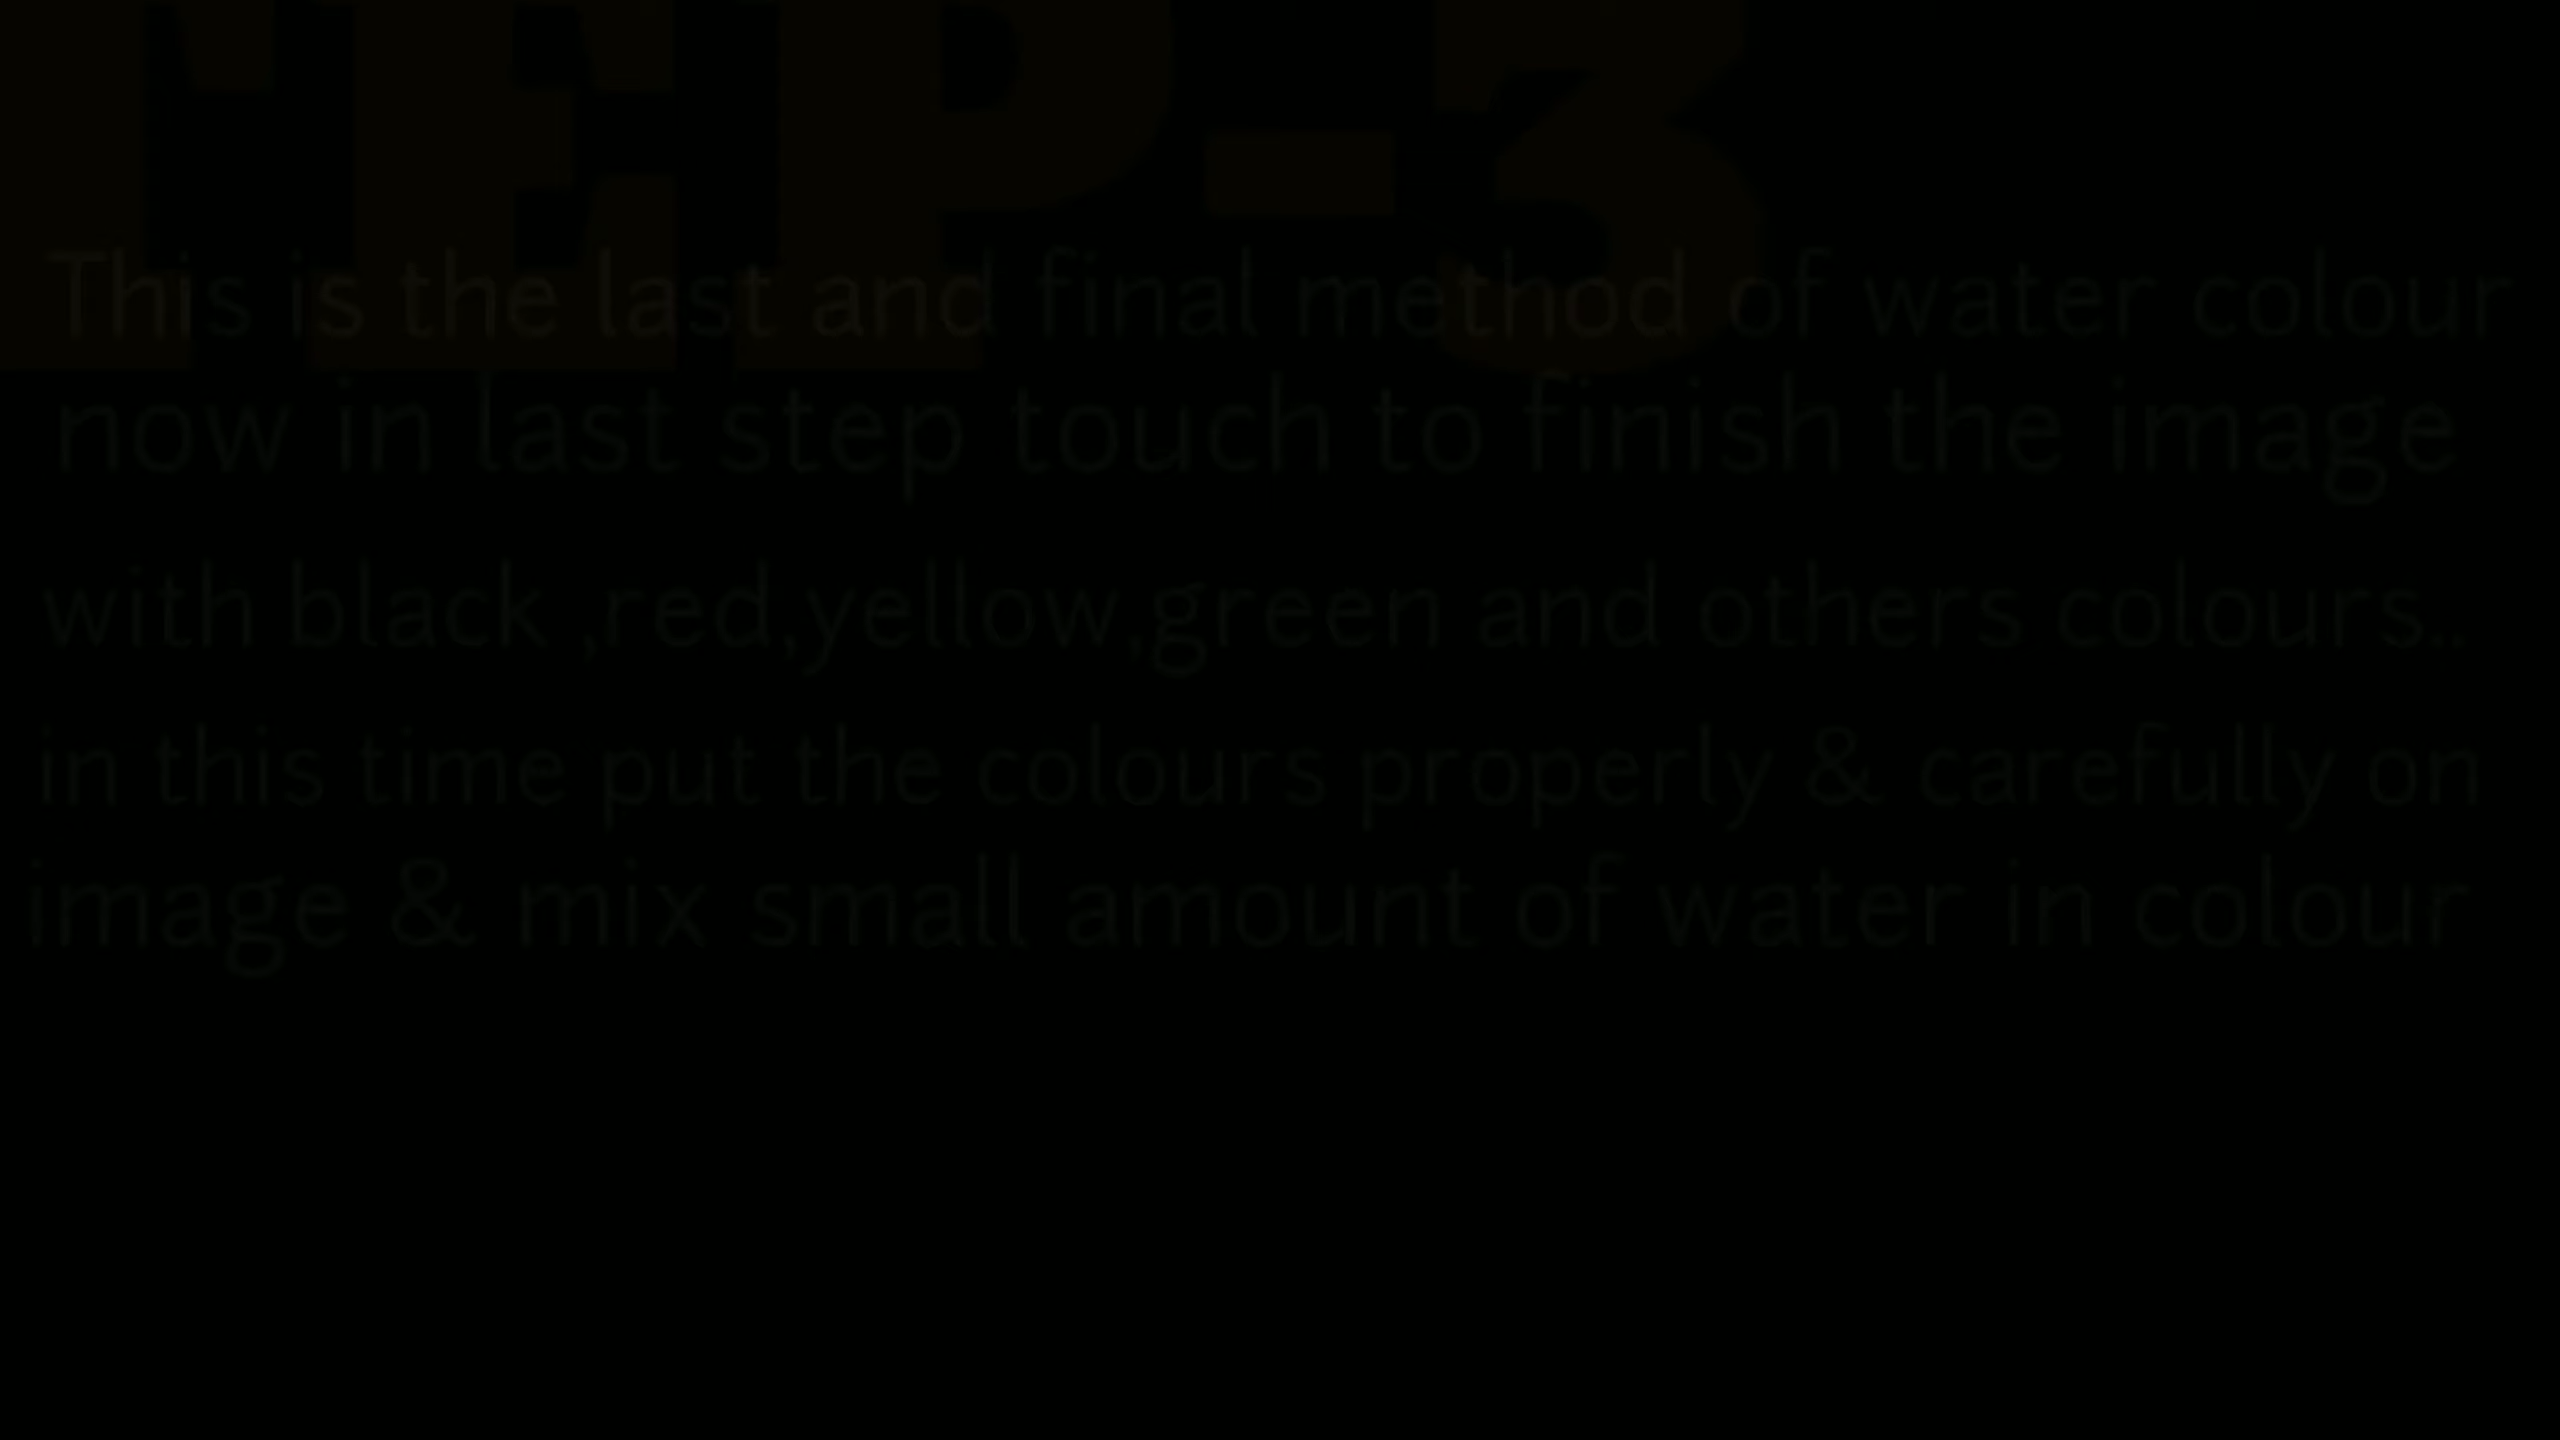 TEP-3
This is the last and final method of water colour
now in last step touch to finish the image
with black ,red,yellow,green and others colours..
in this time put the colours properly & carefully on
image & mix small amount of water in colour